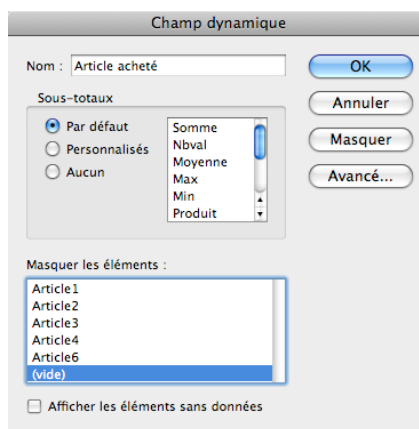 Champ dynamique
Nom : Article acheté
OK
Annuler
Masquer
Avancé...
Sous-totaux
Par défaut
Personnalisés
Aucun
Somme
Nbval
Moyenne
Max
Min
Produit
Masquer les éléments :
Article1
Article2
Article3
Article4
Article6
(vide)
Afficher les éléments sans données